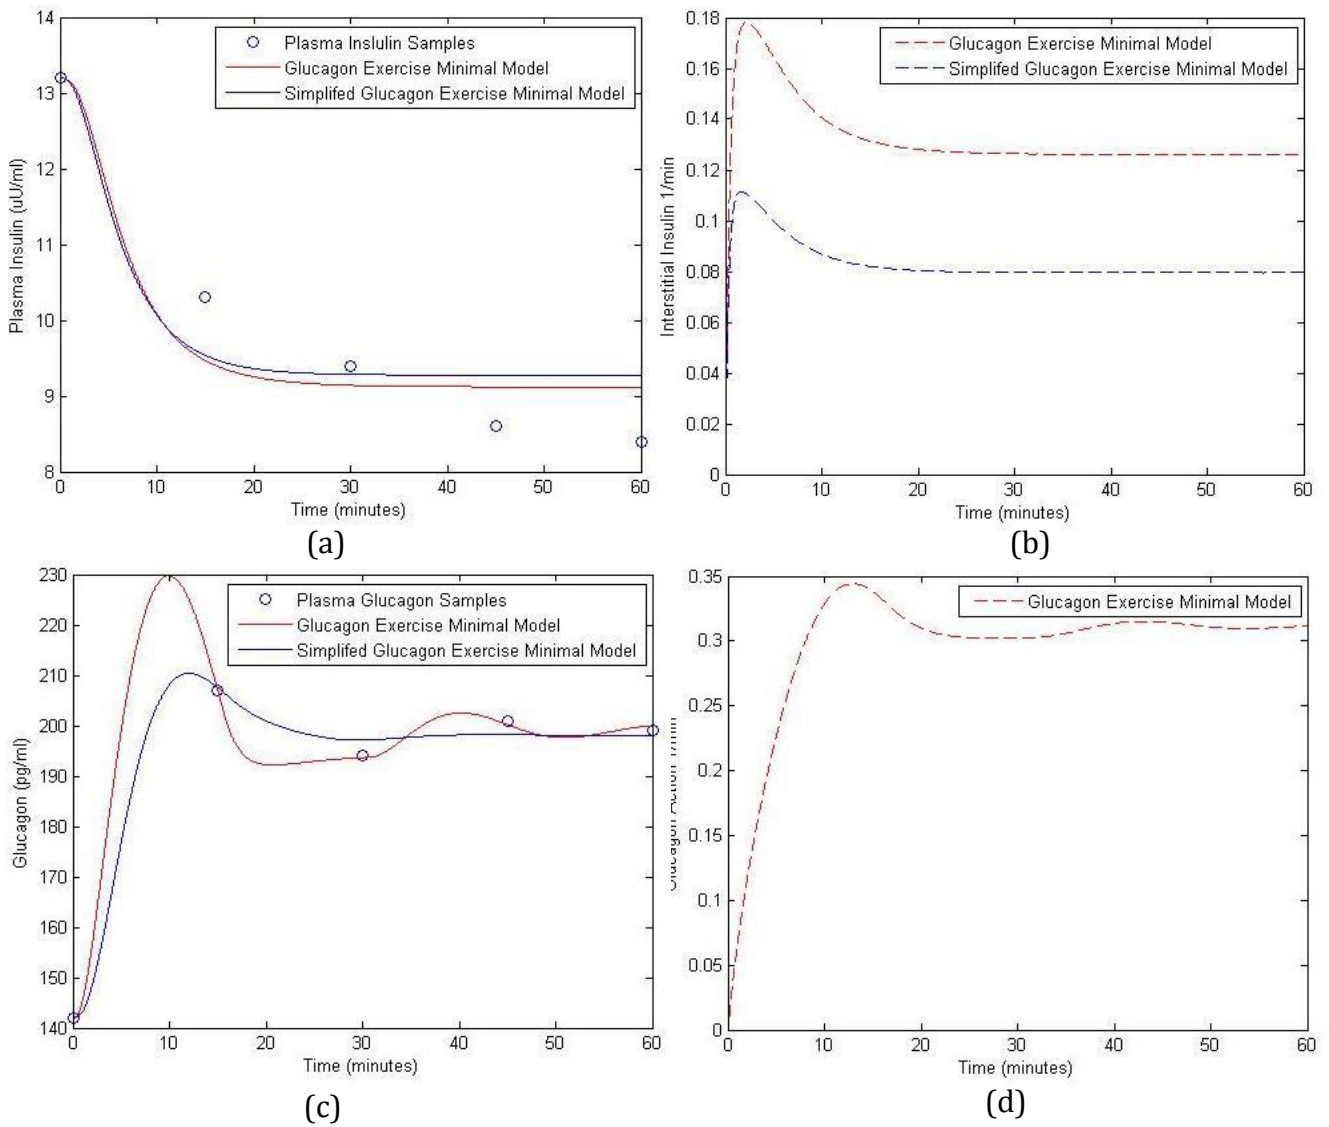 14
13
12
11
10
9
8
Plasma Insulin (uU/ml)
Plasma Inslulin Samples
Glucagon Exercise Minimal Model
Simplifed Glucagon Exercise Minimal Model
0 10 20 30 40 50 60
Time (minutes)
(a)
0.18
0.16
0.14
0.12
0.1
0.08
0.06
0.04
0.02
0
Interstitial Insulin 1/min
Glucagon Exercise Minimal Model
Simplifed Glucagon Exercise Minimal Model
0 10 20 30 40 50 60
Time (minutes)
(b)
230
220
210
200
190
180
170
160
150
140
Glucagon (pg/ml)
Plasma Glucagon Samples
Glucagon Exercise Minimal Model
Simplifed Glucagon Exercise Minimal Model
0 10 20 30 40 50 60
Time (minutes)
(c)
0.35
0.3
0.25
0.2
0.15
0.1
0.05
0
Glucagon Action
Glucagon Exercise Minimal Model
0 10 20 30 40 50 60
Time (minutes)
(d)